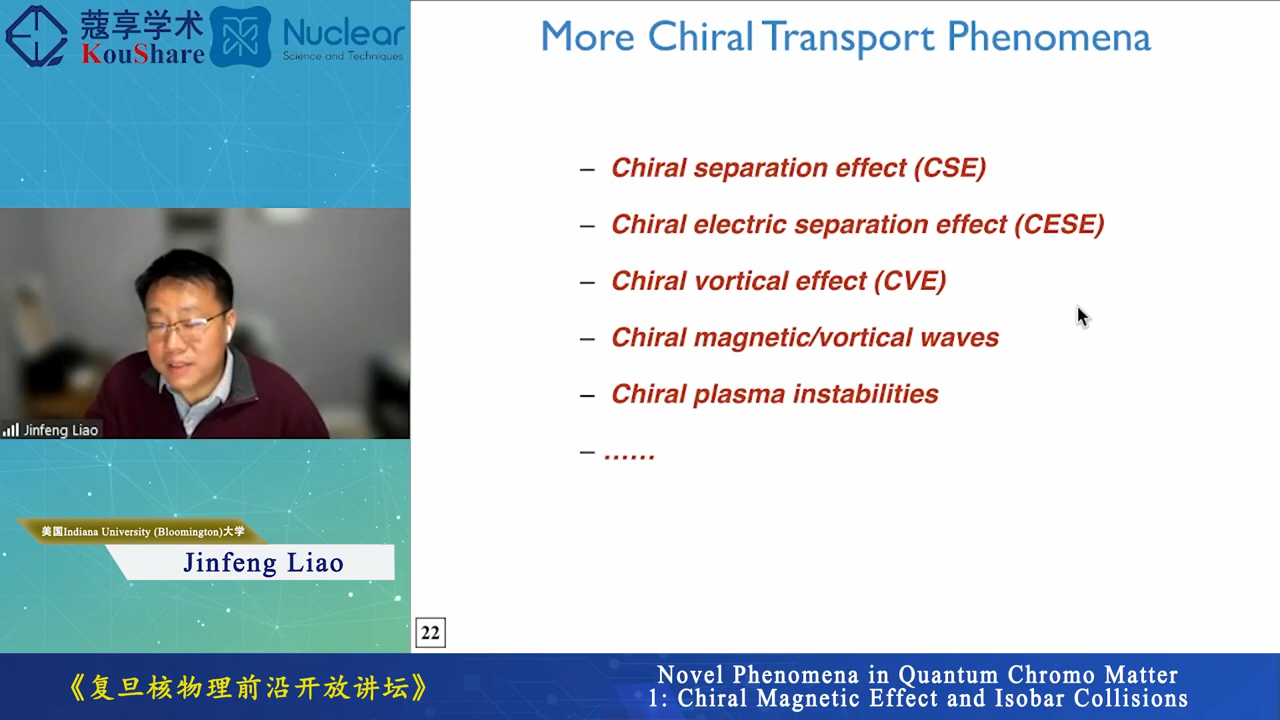 蔻享学术
KouShare
Nuclear
Science and Techniques
More Chiral Transport Phenomena
– Chiral separation effect (CSE)
– Chiral electric separation effect (CESE)
– Chiral vortical effect (CVE)
– Chiral magnetic/vortical waves
– Chiral plasma instabilities
– ......
Jinfeng Liao
美国Indiana University (Bloomington)大学
Jinfeng Liao
22
《复旦核物理前沿开放讲坛》
Novel Phenomena in Quantum Chromo Matter
1: Chiral Magnetic Effect and Isobar Collisions